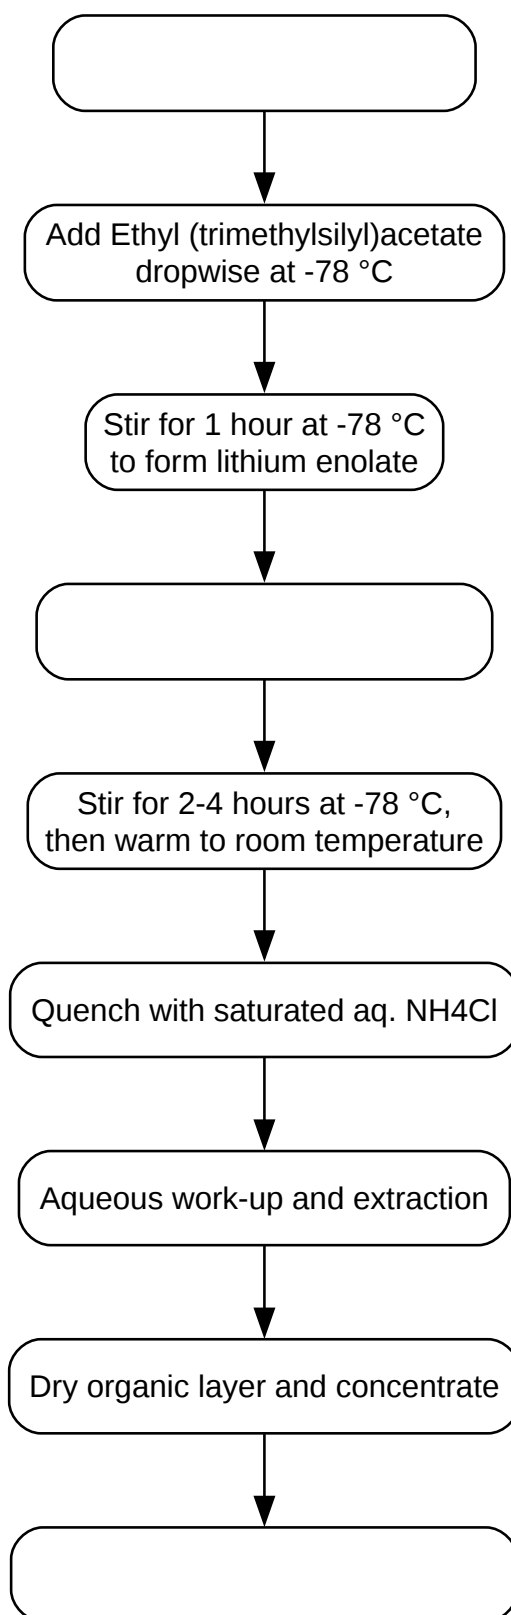 Add Ethyl (trimethylsilyl)acetate
dropwise at -78 °C
Stir for 1 hour at -78 °C
to form lithium enolate
Stir for 2-4 hours at -78 °C,
then warm to room temperature
Quench with saturated aq. NH4Cl
Aqueous work-up and extraction
Dry organic layer and concentrate